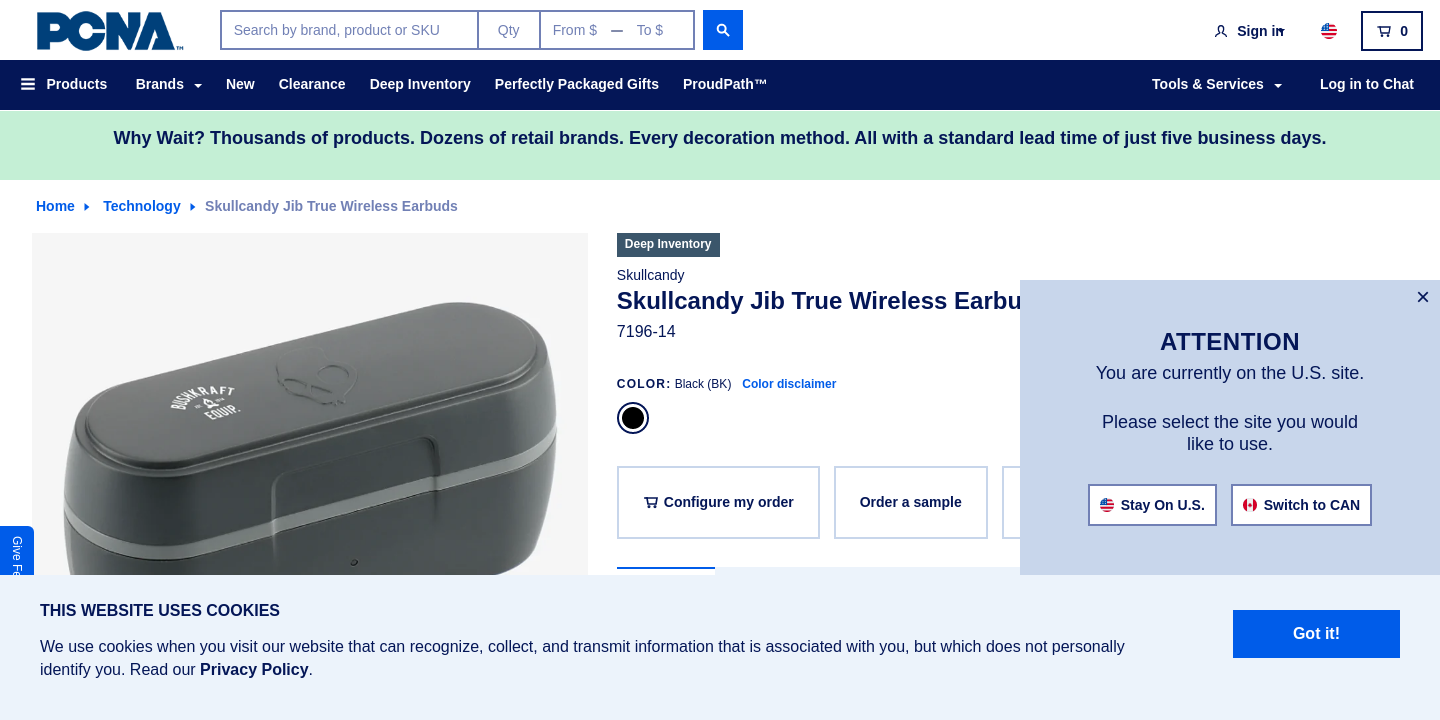 PCNA™
Search by brand, product or SKU
Qty
From $ — To $
Sign in
0
Products
Brands
New
Clearance
Deep Inventory
Perfectly Packaged Gifts
ProudPath™
Tools & Services
Log in to Chat
Why Wait? Thousands of products. Dozens of retail brands. Every decoration method. All with a standard lead time of just five business days.
Home
Technology
Skullcandy Jib True Wireless Earbuds
BUSHKRAFT
EQUIP.
Deep Inventory
Skullcandy
Skullcandy Jib True Wireless Earbu
7196-14
COLOR: Black (BK) Color disclaimer
Configure my order
Order a sample
×
ATTENTION
You are currently on the U.S. site.
Please select the site you would
like to use.
Stay On U.S.
Switch to CAN
Give Fe
THIS WEBSITE USES COOKIES
We use cookies when you visit our website that can recognize, collect, and transmit information that is associated with you, but which does not personally
identify you. Read our Privacy Policy.
Got it!